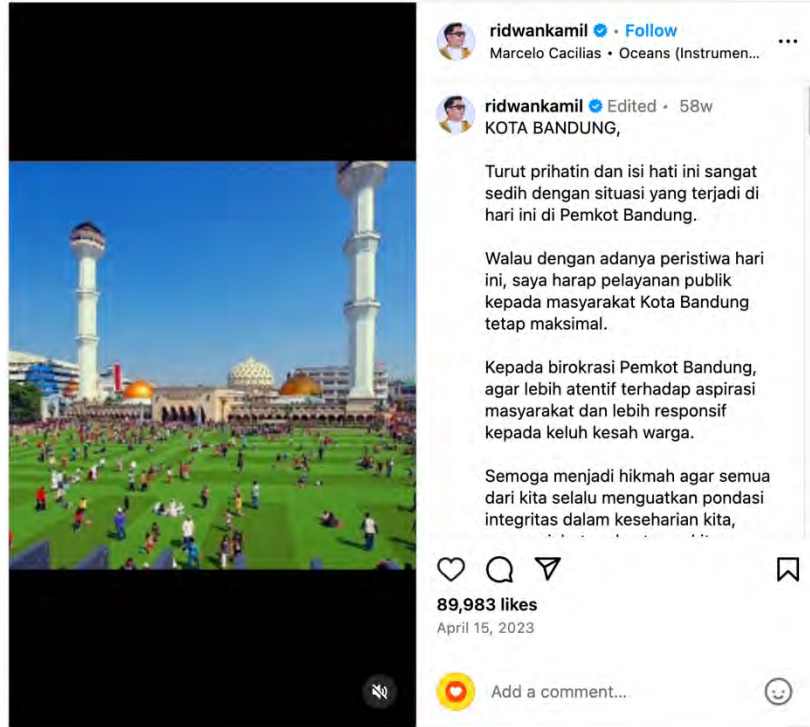 ridwankamil • Follow
Marcelo Cacilias • Oceans (Instrumen...
ridwankamil Edited • 58w
KOTA BANDUNG,
Turut prihatin dan isi hati ini sangat
sedih dengan situasi yang terjadi di
hari ini di Pemkot Bandung.
Walau dengan adanya peristiwa hari
ini, saya harap pelayanan publik
kepada masyarakat Kota Bandung
tetap maksimal.
Kepada birokrasi Pemkot Bandung,
agar lebih atentif terhadap aspirasi
masyarakat dan lebih responsif
kepada keluh kesah warga.
Semoga menjadi hikmah agar semua
dari kita selalu menguatkan pondasi
integritas dalam keseharian kita,
89,983 likes
April 15, 2023
Add a comment...